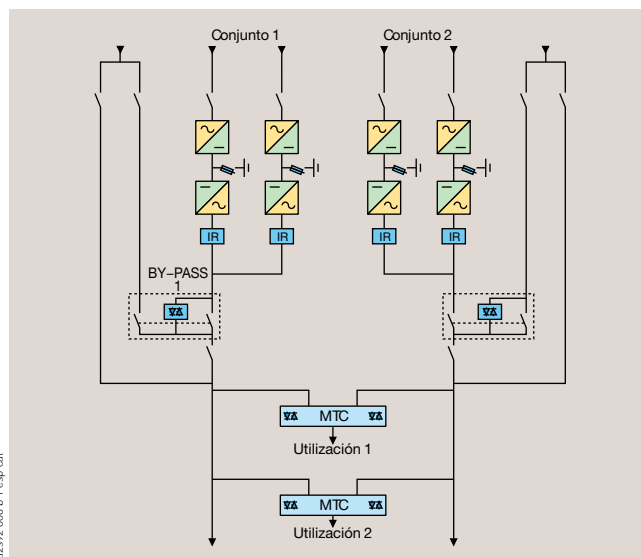 Conjunto 1
Conjunto 2
IR
IR
IR
IR
BY–PASS
1
MTC
Utilización 1
MTC
Utilización 2